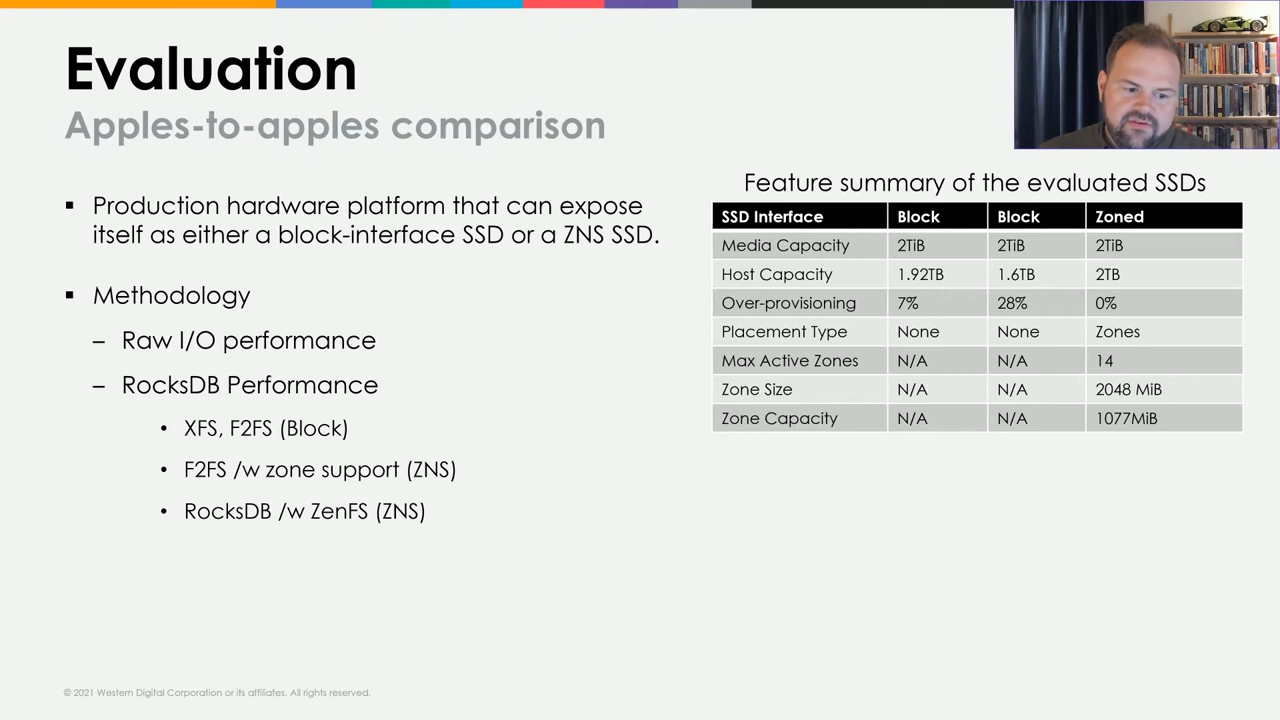 Evaluation
Apples-to-apples comparison
▪ Production hardware platform that can expose
itself as either a block-interface SSD or a ZNS SSD.
▪ Methodology
– Raw I/O performance
– RocksDB Performance
• XFS, F2FS (Block)
• F2FS /w zone support (ZNS)
• RocksDB /w ZenFS (ZNS)
Feature summary of the evaluated SSDs
SSD Interface Block Block Zoned
Media Capacity 2TiB 2TiB 2TiB
Host Capacity 1.92TB 1.6TB 2TB
Over-provisioning 7% 28% 0%
Placement Type None None Zones
Max Active Zones N/A N/A 14
Zone Size N/A N/A 2048 MiB
Zone Capacity N/A N/A 1077MiB
© 2021 Western Digital Corporation or its affiliates. All rights reserved.